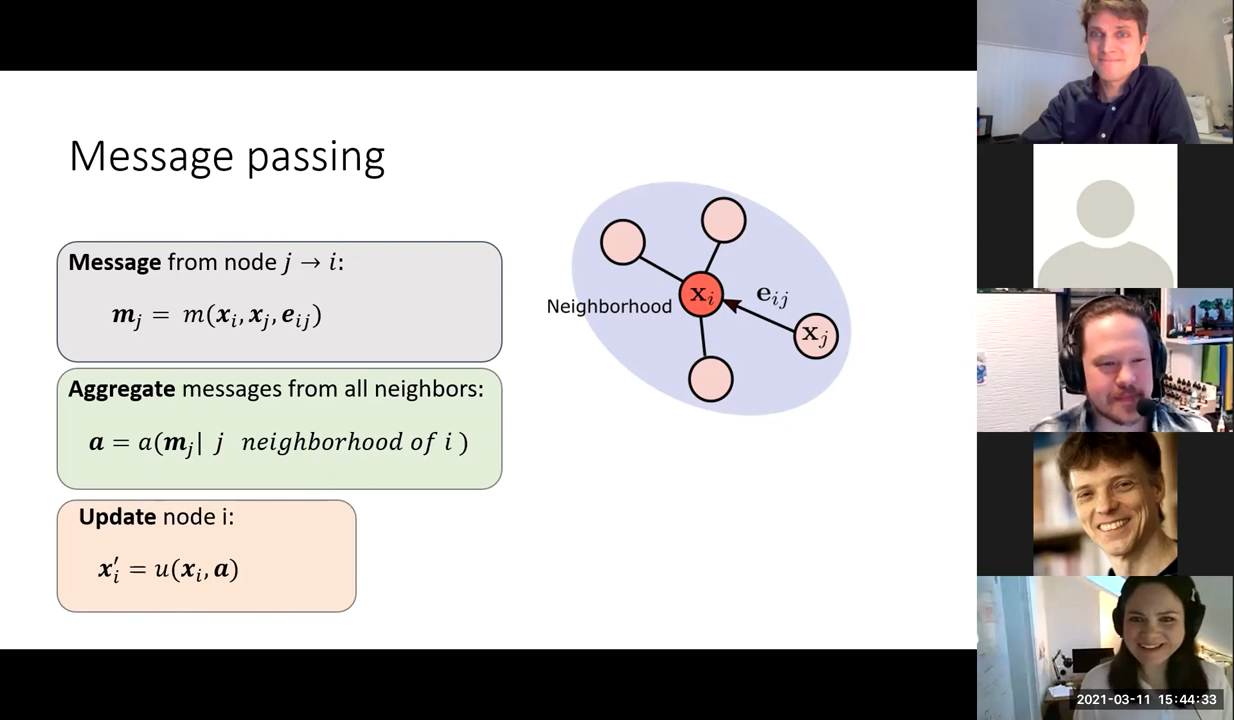 Message passing
Message from node j → i:
m_j = m(x_i, x_j, e_ij)
Aggregate messages from all neighbors:
a = a(m_j| j neighborhood of i )
Update node i:
x′_i = u(x_i, a)
Neighborhood
x_i
e_ij
x_j
2021-03-11 15:44:33